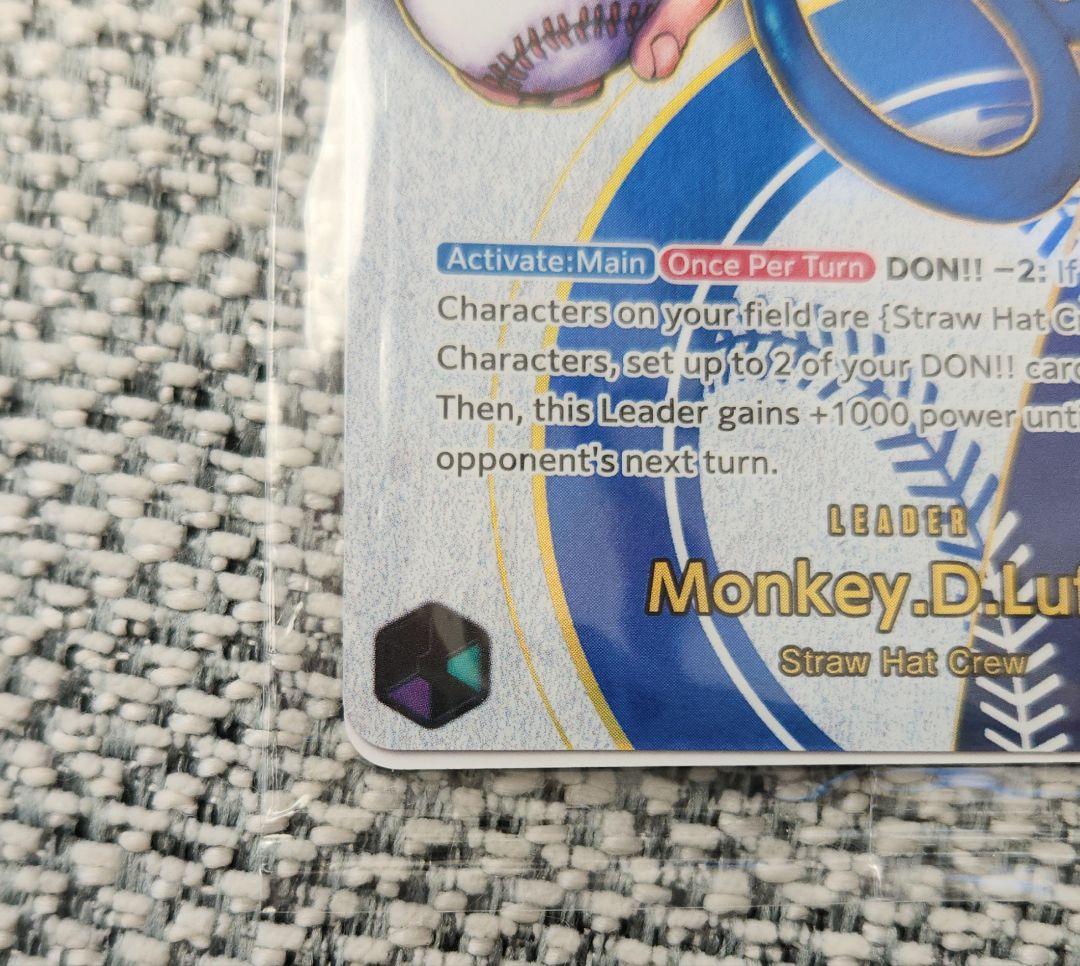 Activate:Main Once Per Turn DON!! −2: If
Characters on your field are {Straw Hat C
Characters, set up to 2 of your DON!! car
Then, this Leader gains +1000 power unt
opponent's next turn.
LEADER
Monkey.D.Luf
Straw Hat Crew